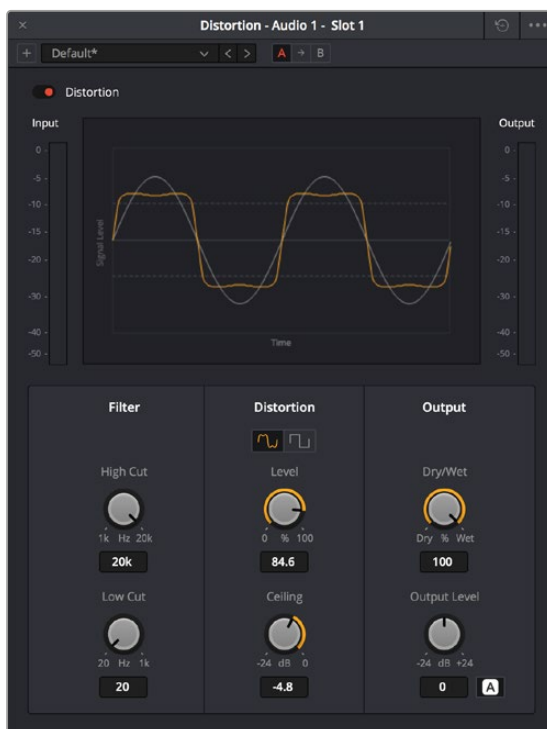 Distortion - Audio 1 - Slot 1
Default*
A
B
Distortion
Input
Output
0
-5
-10
-15
-20
-30
-40
-50
Signal Level
Time
0
-5
-10
-15
-20
-30
-40
-50
Filter
Distortion
Output
High Cut
Level
Dry/Wet
1k Hz 20k
0 % 100
Dry % Wet
20k
84.6
100
Low Cut
Ceiling
Output Level
20 Hz 1k
-24 dB 0
-24 dB +24
20
-4.8
0
A